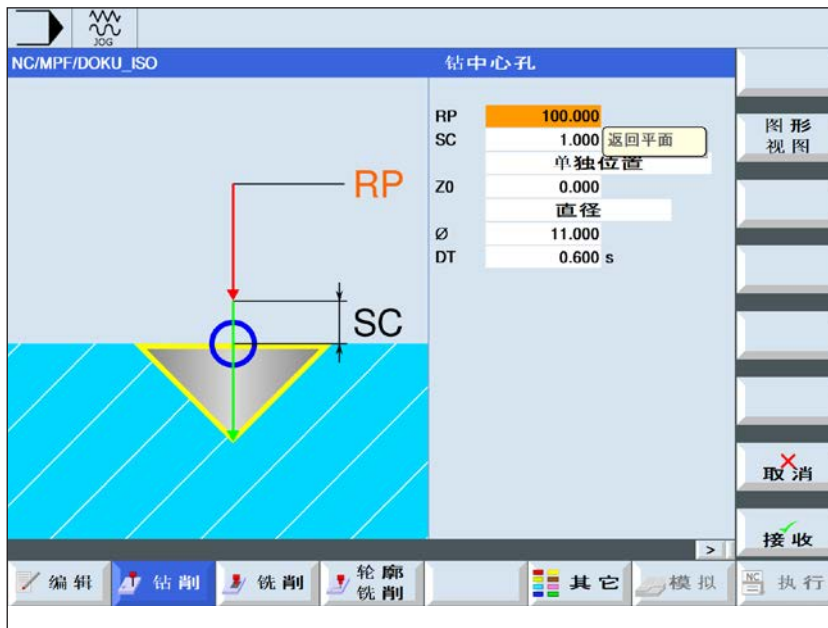 JOG
NC/MPF/DOKU_ISO
钻中心孔
RP 100.000
SC 1.000 返回平面
单独位置
Z0 0.000
直径
Ø 11.000
DT 0.600 s
RP
SC
图形
视图
取消
接收
>
编辑
钻削
铣削
轮廓
铣削
其它
模拟
NC
执行